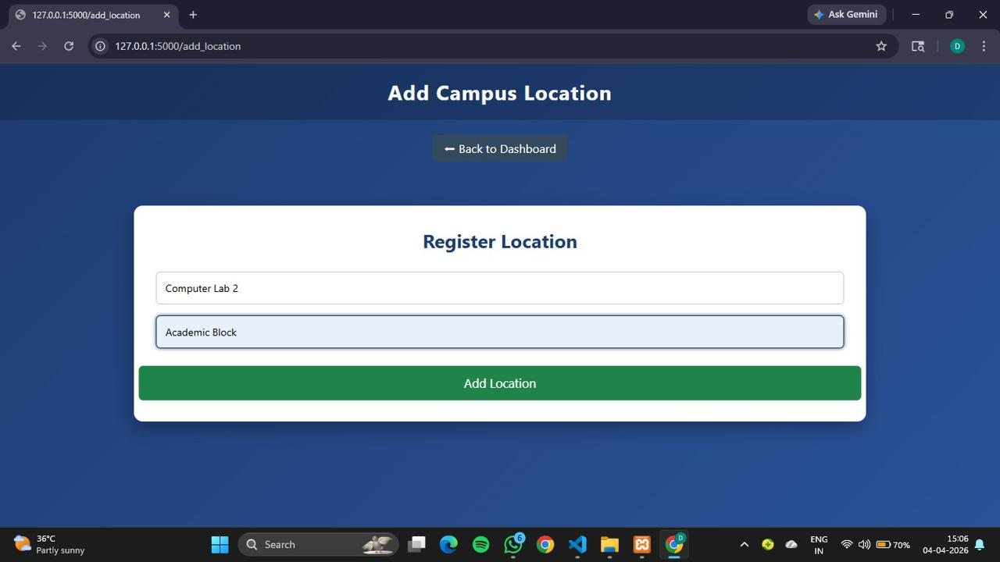 127.0.0.1:5000/add_location
Ask Gemini
127.0.0.1:5000/add_location
D
Add Campus Location
Back to Dashboard
Register Location
Computer Lab 2
Academic Block
Add Location
36°C
Partly sunny
Search
6
D
ENG
IN
70%
15:06
04-04-2026